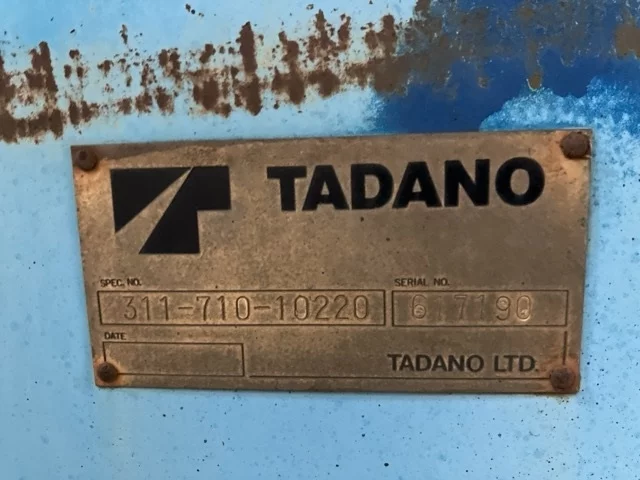 TADANO
SPEC. NO.
SERIAL NO.
311-710-10220
6 7190
DATE
TADANO LTD.